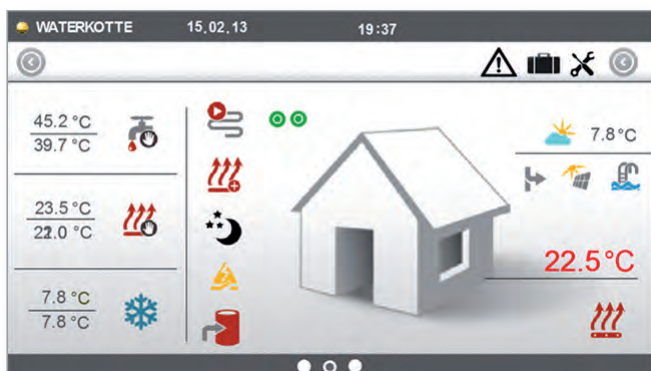 WATERKOTTE 15.02.13 19:37
45.2 °C
39.7 °C
7.8 °C
23.5 °C
22.0 °C
22.5 °C
7.8 °C
7.8 °C